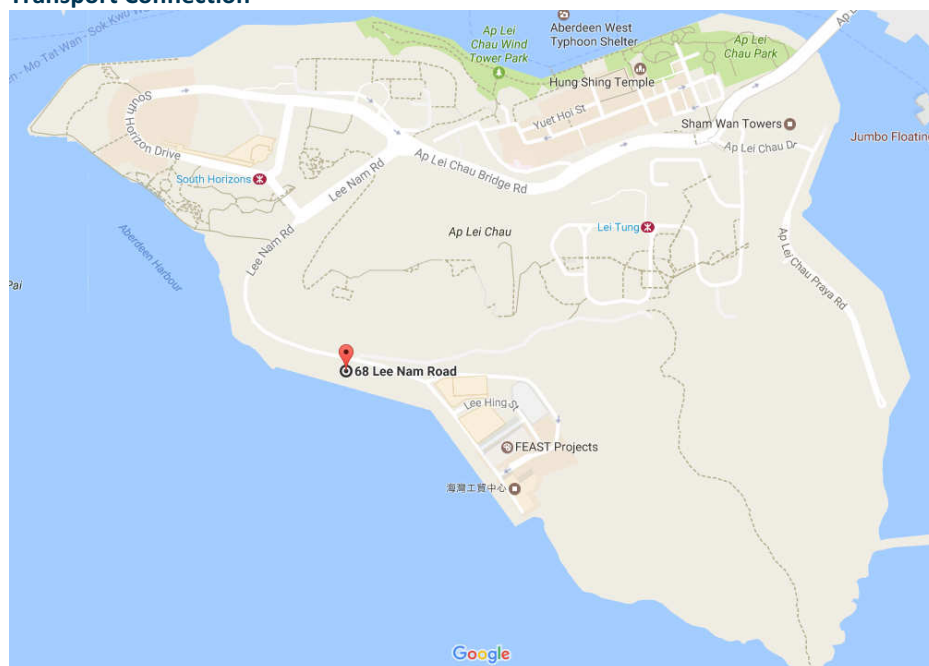 Transport Connection
Aberdeen West
Typhoon Shelter
Ap Lei
Chau Wind
Tower Park
Ap Lei
Chau Park
Hung Shing Temple
Yuet Hoi St
Sham Wan Towers
Jumbo Floating
Ap Lei Chau Dr
South Horizon Drive
Ap Lei Chau Bridge Rd
Lee Nam Rd
South Horizons
Lee Nam Rd
Ap Lei Chau
Lei Tung
Aberdeen Harbour
Pai
Ap Lei Chau Praya Rd
68 Lee Nam Road
Lee Hing St
FEAST Projects
海灣工貿中心
Google